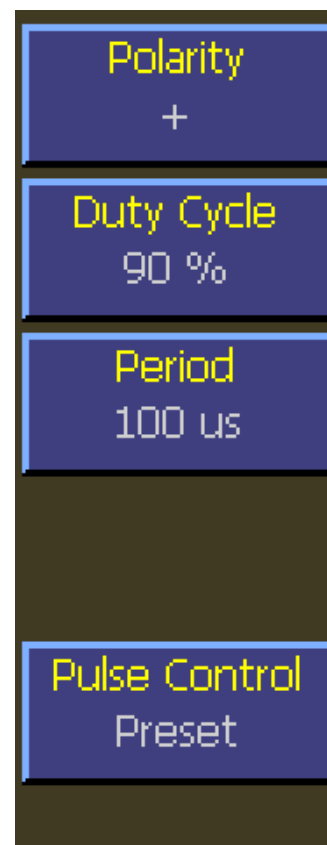 Polarity
+
Duty Cycle
90 %
Period
100 us
Pulse Control
Preset